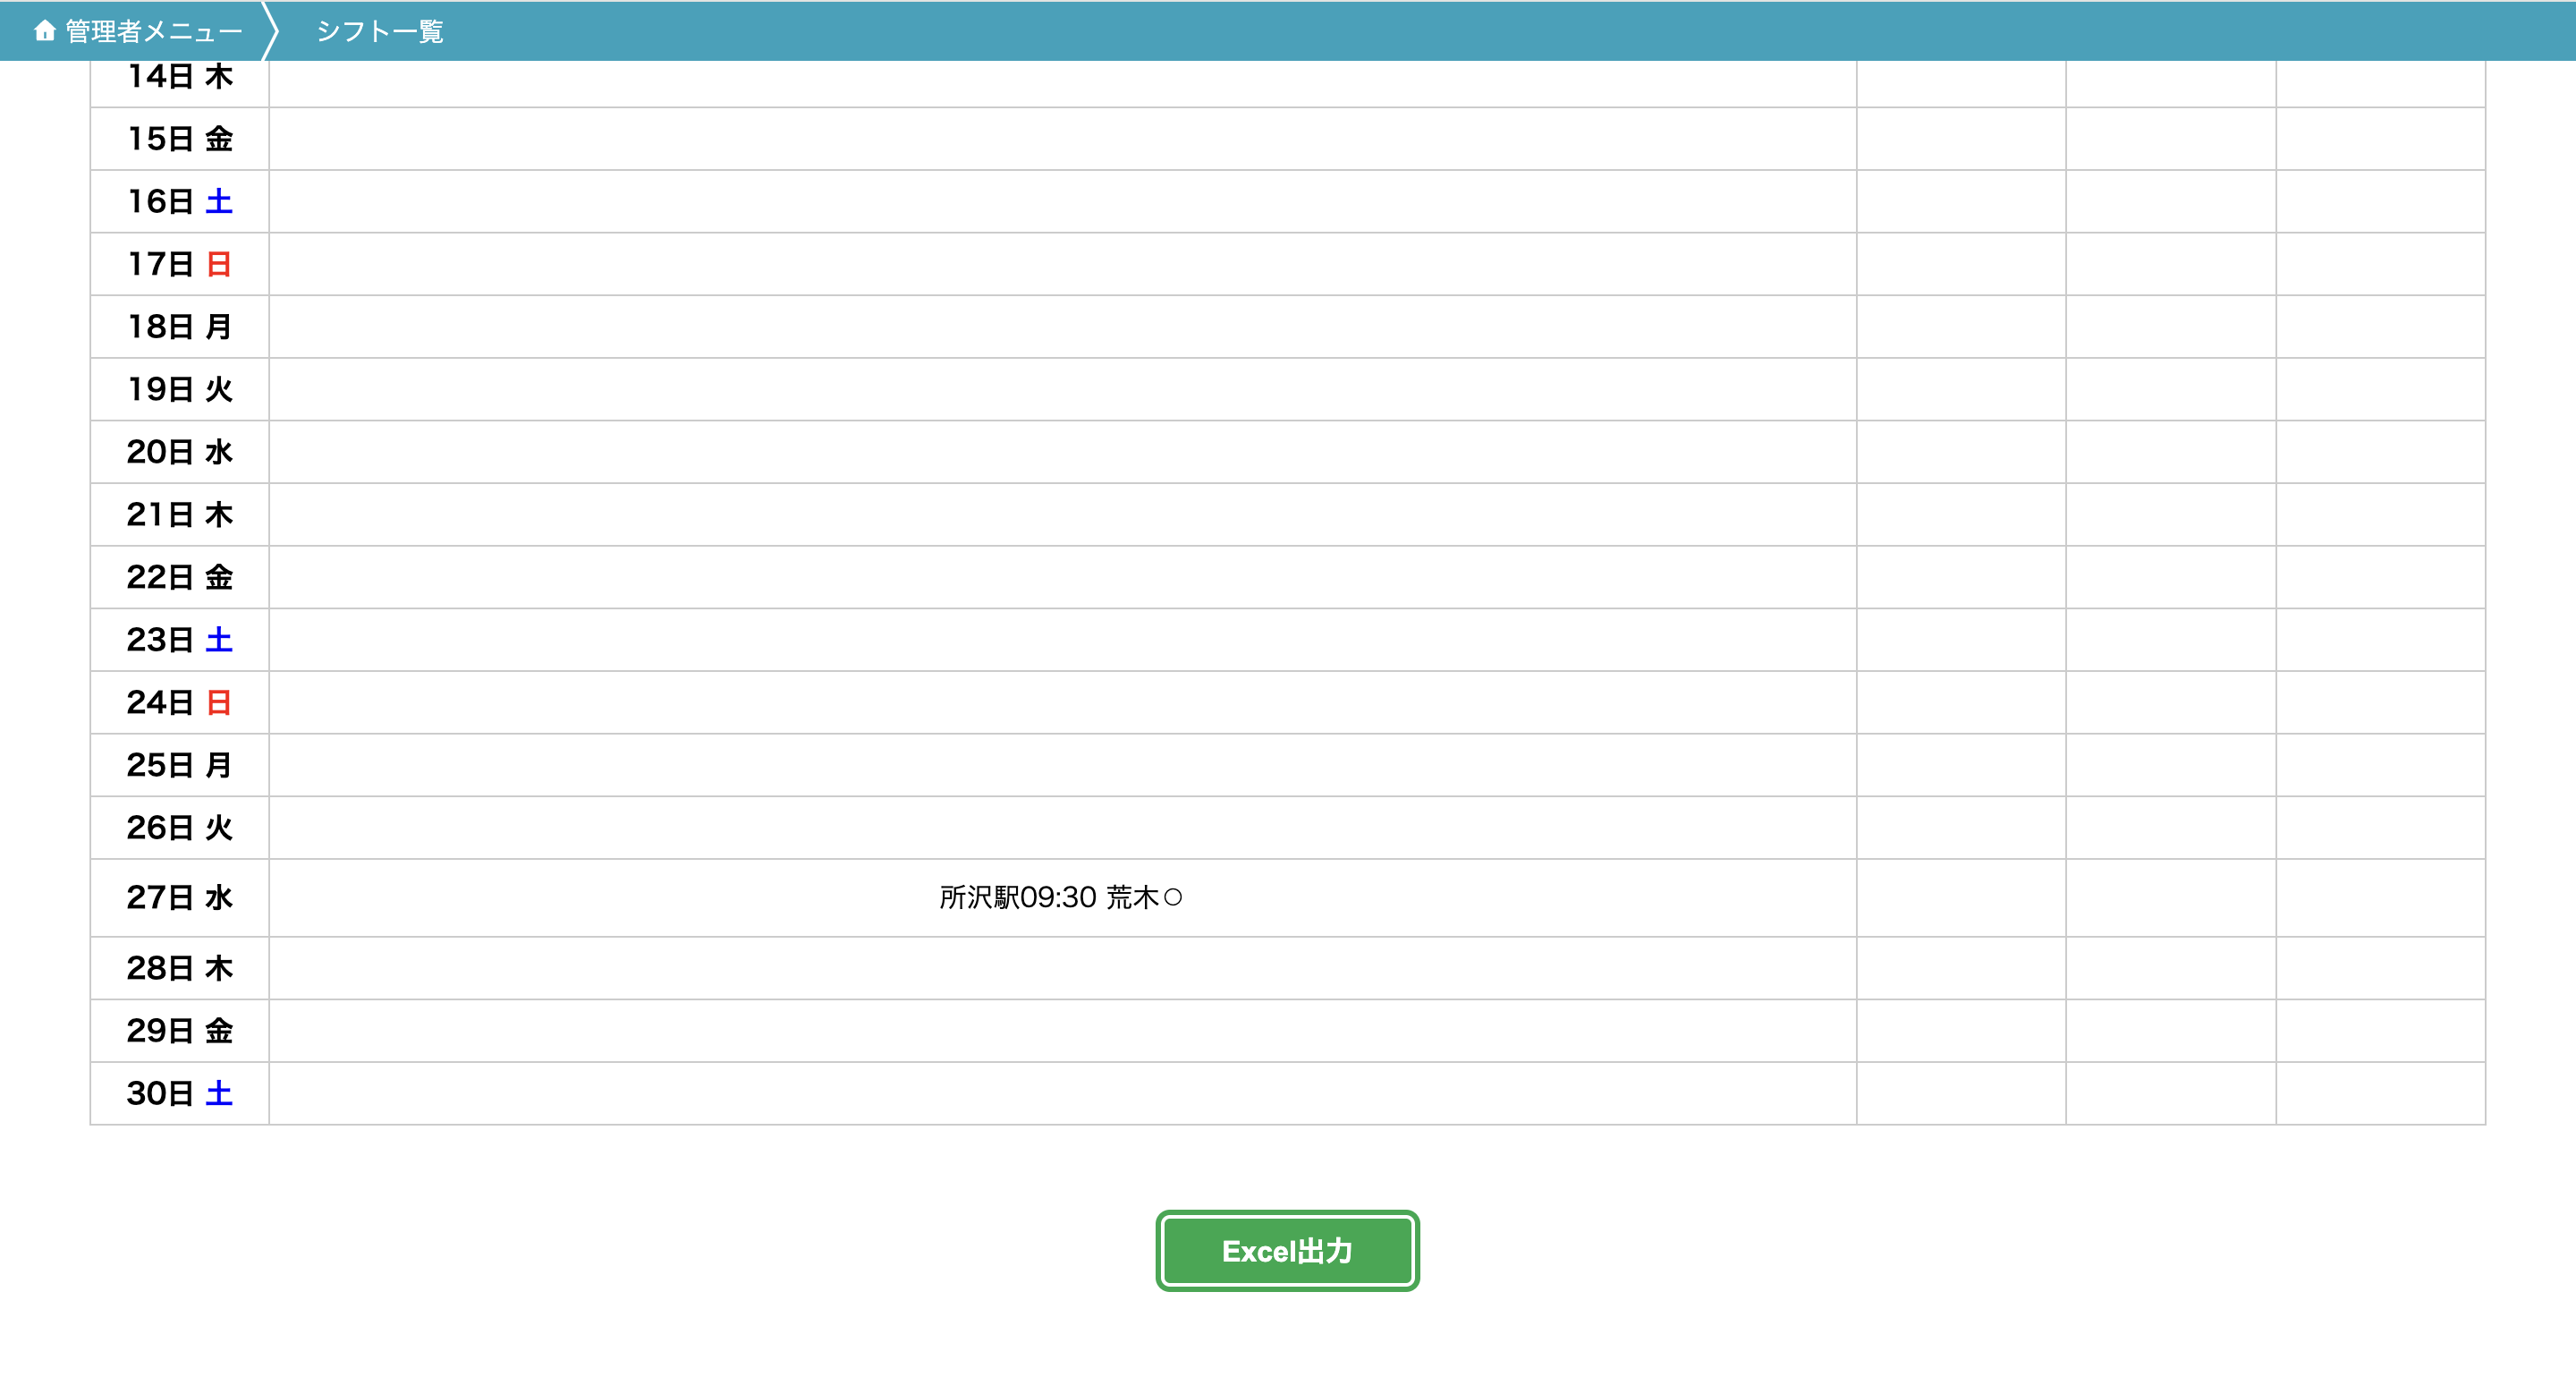 管理者メニュー シフト一覧
14日 木
15日 金
16日 土
17日 日
18日 月
19日 火
20日 水
21日 木
22日 金
23日 土
24日 日
25日 月
26日 火
27日 水 所沢駅09:30 荒木○
28日 木
29日 金
30日 土
Excel出力